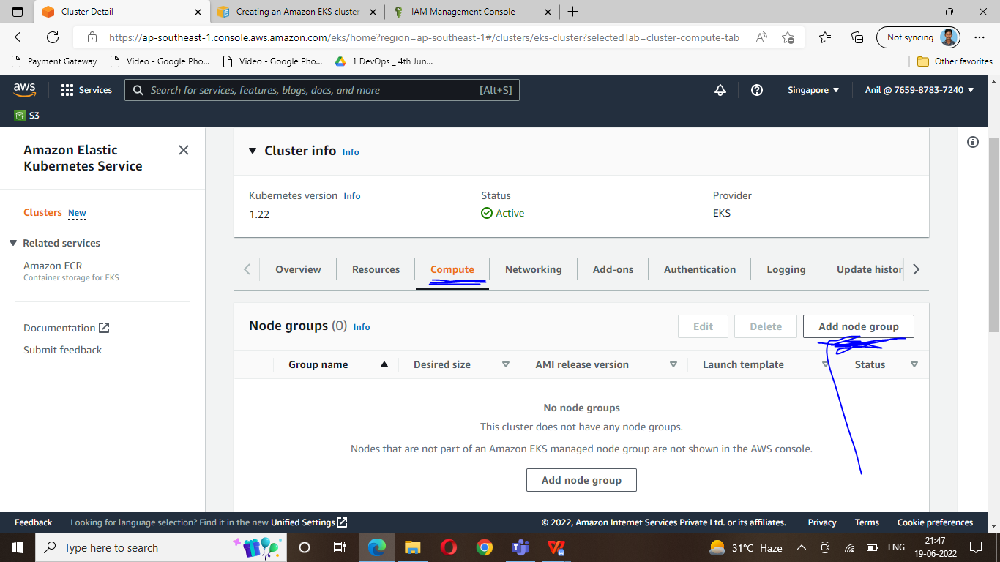 Cluster Detail
Creating an Amazon EKS cluster
IAM Management Console
https://ap-southeast-1.console.aws.amazon.com/eks/home?region=ap-southeast-1#/clusters/eks-cluster?selectedTab=cluster-compute-tab
Not syncing
Payment Gateway
Video - Google Pho...
Video - Google Pho...
1 DevOps _ 4th Jun...
Other favorites
aws
Services
Search for services, features, blogs, docs, and more
[Alt+S]
Singapore
Anil @ 7659-8783-7240
S3
Amazon Elastic
Kubernetes Service
Clusters New
Related services
Amazon ECR
Container storage for EKS
Documentation
Submit feedback
Cluster info Info
Kubernetes version Info
1.22
Status
Active
Provider
EKS
Overview
Resources
Compute
Networking
Add-ons
Authentication
Logging
Update histor
Node groups (0) Info
Edit
Delete
Add node group
Group name
Desired size
AMI release version
Launch template
Status
No node groups
This cluster does not have any node groups.
Nodes that are not part of an Amazon EKS managed node group are not shown in the AWS console.
Add node group
Feedback
Looking for language selection? Find it in the new Unified Settings
© 2022, Amazon Internet Services Private Ltd. or its affiliates.
Privacy
Terms
Cookie preferences
Type here to search
31°C Haze
ENG
21:47
19-06-2022